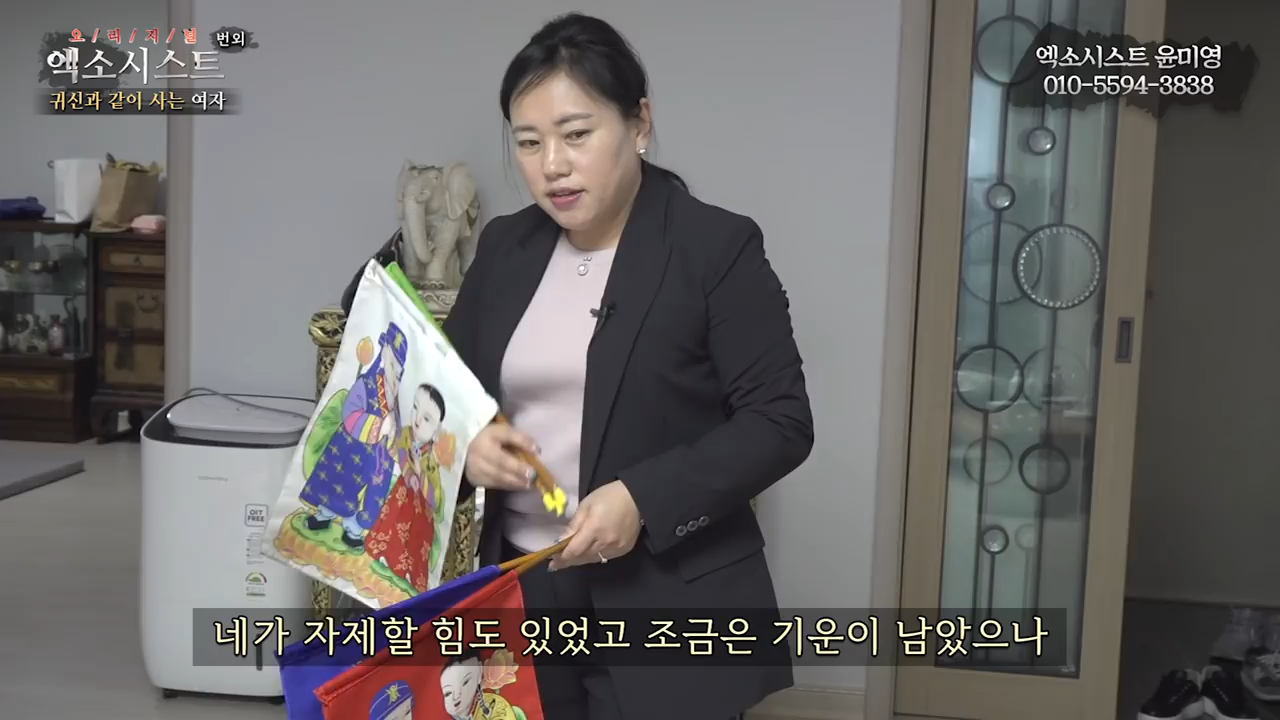 오/리/지/널
번외
엑소시스트
귀신과 같이 사는 여자
엑소시스트 윤미영
010-5594-3838
OIT
FREE
네가 자제할 힘도 있었고 조금은 기운이 남았으나